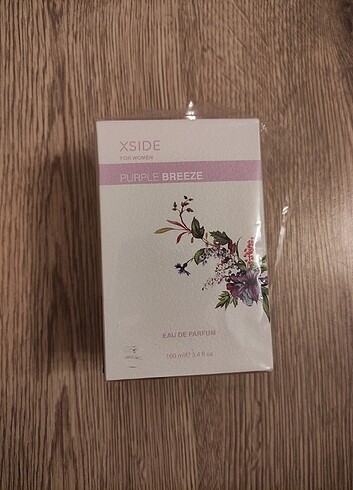 XSIDE
FOR WOMEN
PURPLE BREEZE
EAU DE PARFUM
100 ml ℮ 3.4 fl oz